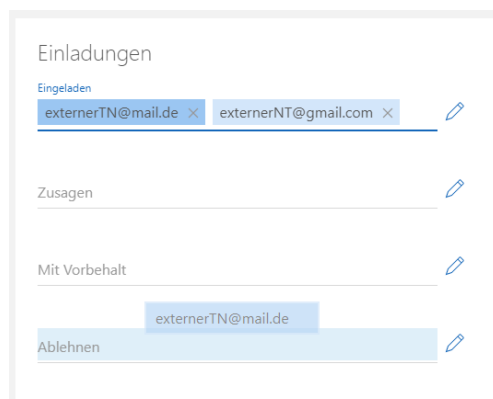 Einladungen
Eingeladen
externerTN@mail.de × externerNT@gmail.com ×
Zusagen
Mit Vorbehalt
externerTN@mail.de
Ablehnen